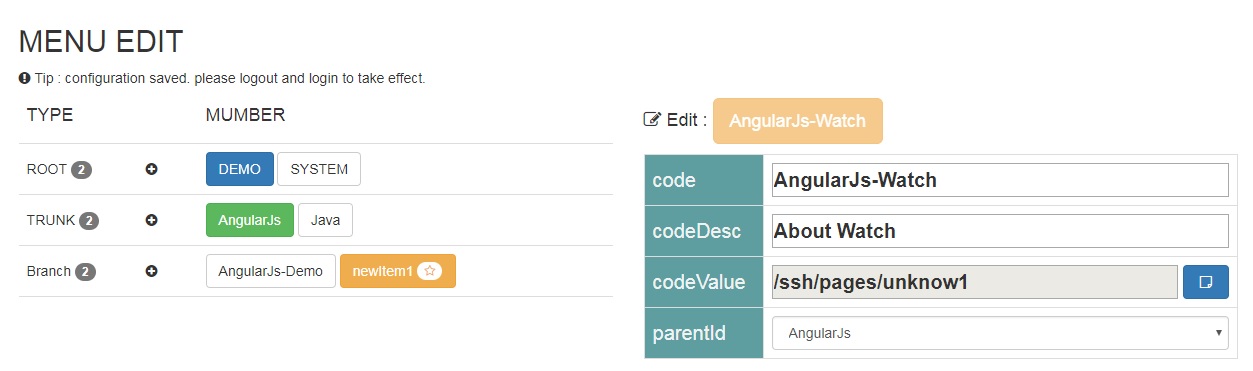 MENU EDIT
Tip : configuration saved. please logout and login to take effect.
TYPE MUMBER
ROOT 2 DEMO SYSTEM
TRUNK 2 AngularJs Java
Branch 2 AngularJs-Demo newItem1
Edit : AngularJs-Watch
code AngularJs-Watch
codeDesc About Watch
codeValue /ssh/pages/unknow1
parentId AngularJs